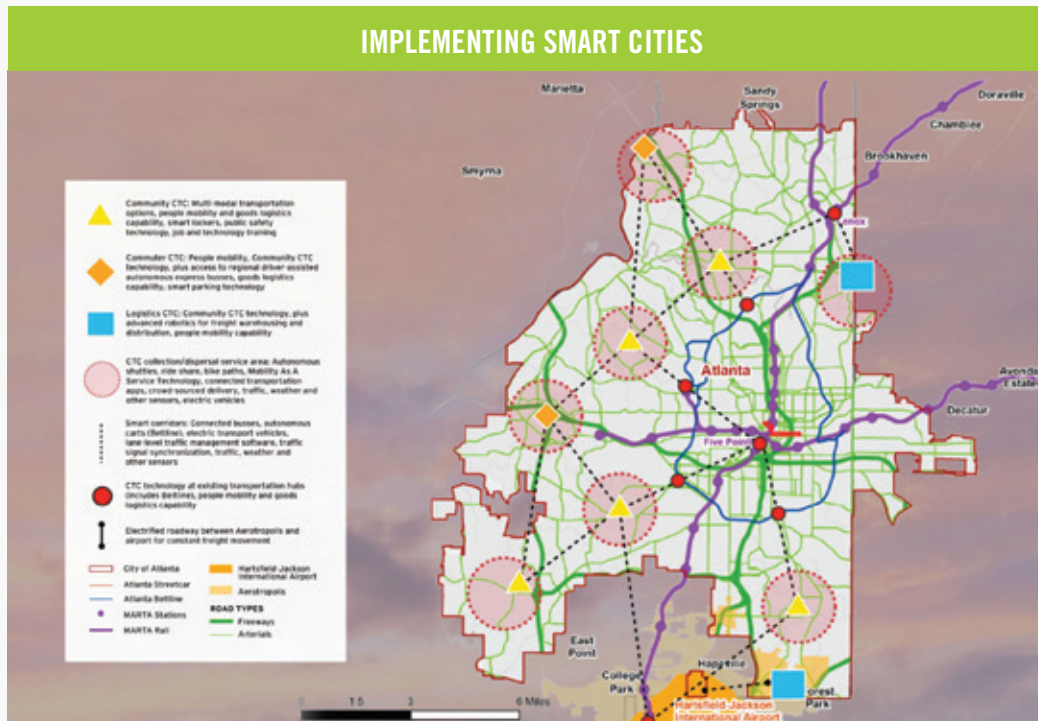 IMPLEMENTING SMART CITIES
Marietta
Sandy
Springs
Doraville
Chamblee
Brookhaven
Smyrna
Community CTC: Multi-modal transportation
options, people mobility and goods logistics
capability, smart lockers, public safety
technology, job and technology training
Commuter CTC: People mobility, Community CTC
technology, plus access to regional driver-assisted
autonomous express busses, goods logistics
capability, smart parking technology
Logistics CTC: Community CTC technology, plus
advanced robotics for freight warehousing and
distribution, people mobility capability
CTC collection/dispersal service area: Autonomous
shuttles, ride share, bike paths, Mobility As A
Service Technology, connected transportation
apps, crowd-sourced delivery, traffic, weather and
other sensors, electric vehicles
Smart corridors: Connected busses, autonomous
carts (Beltline), electric transport vehicles,
lane-level traffic management software, traffic
signal synchronization, traffic, weather and
other sensors
CTC technology at existing transportation hubs
(includes Beltline), people mobility and goods
logistics capability
Electrified roadway between Aerotropolis and
airport for constant freight movement
City of Atlanta
Atlanta Streetcar
Atlanta Beltline
MARTA Stations
MARTA Rail
Hartsfield-Jackson
International Airport
Aerotropolis
ROAD TYPES
Freeways
Arterials
enox
Atlanta
Avonda
Estates
Decatur
Five Point
East
Point
College
Park
Hapeville
orest
Park
Hartsfield-Jackson
International Airport
0 1.5 3 6 Miles